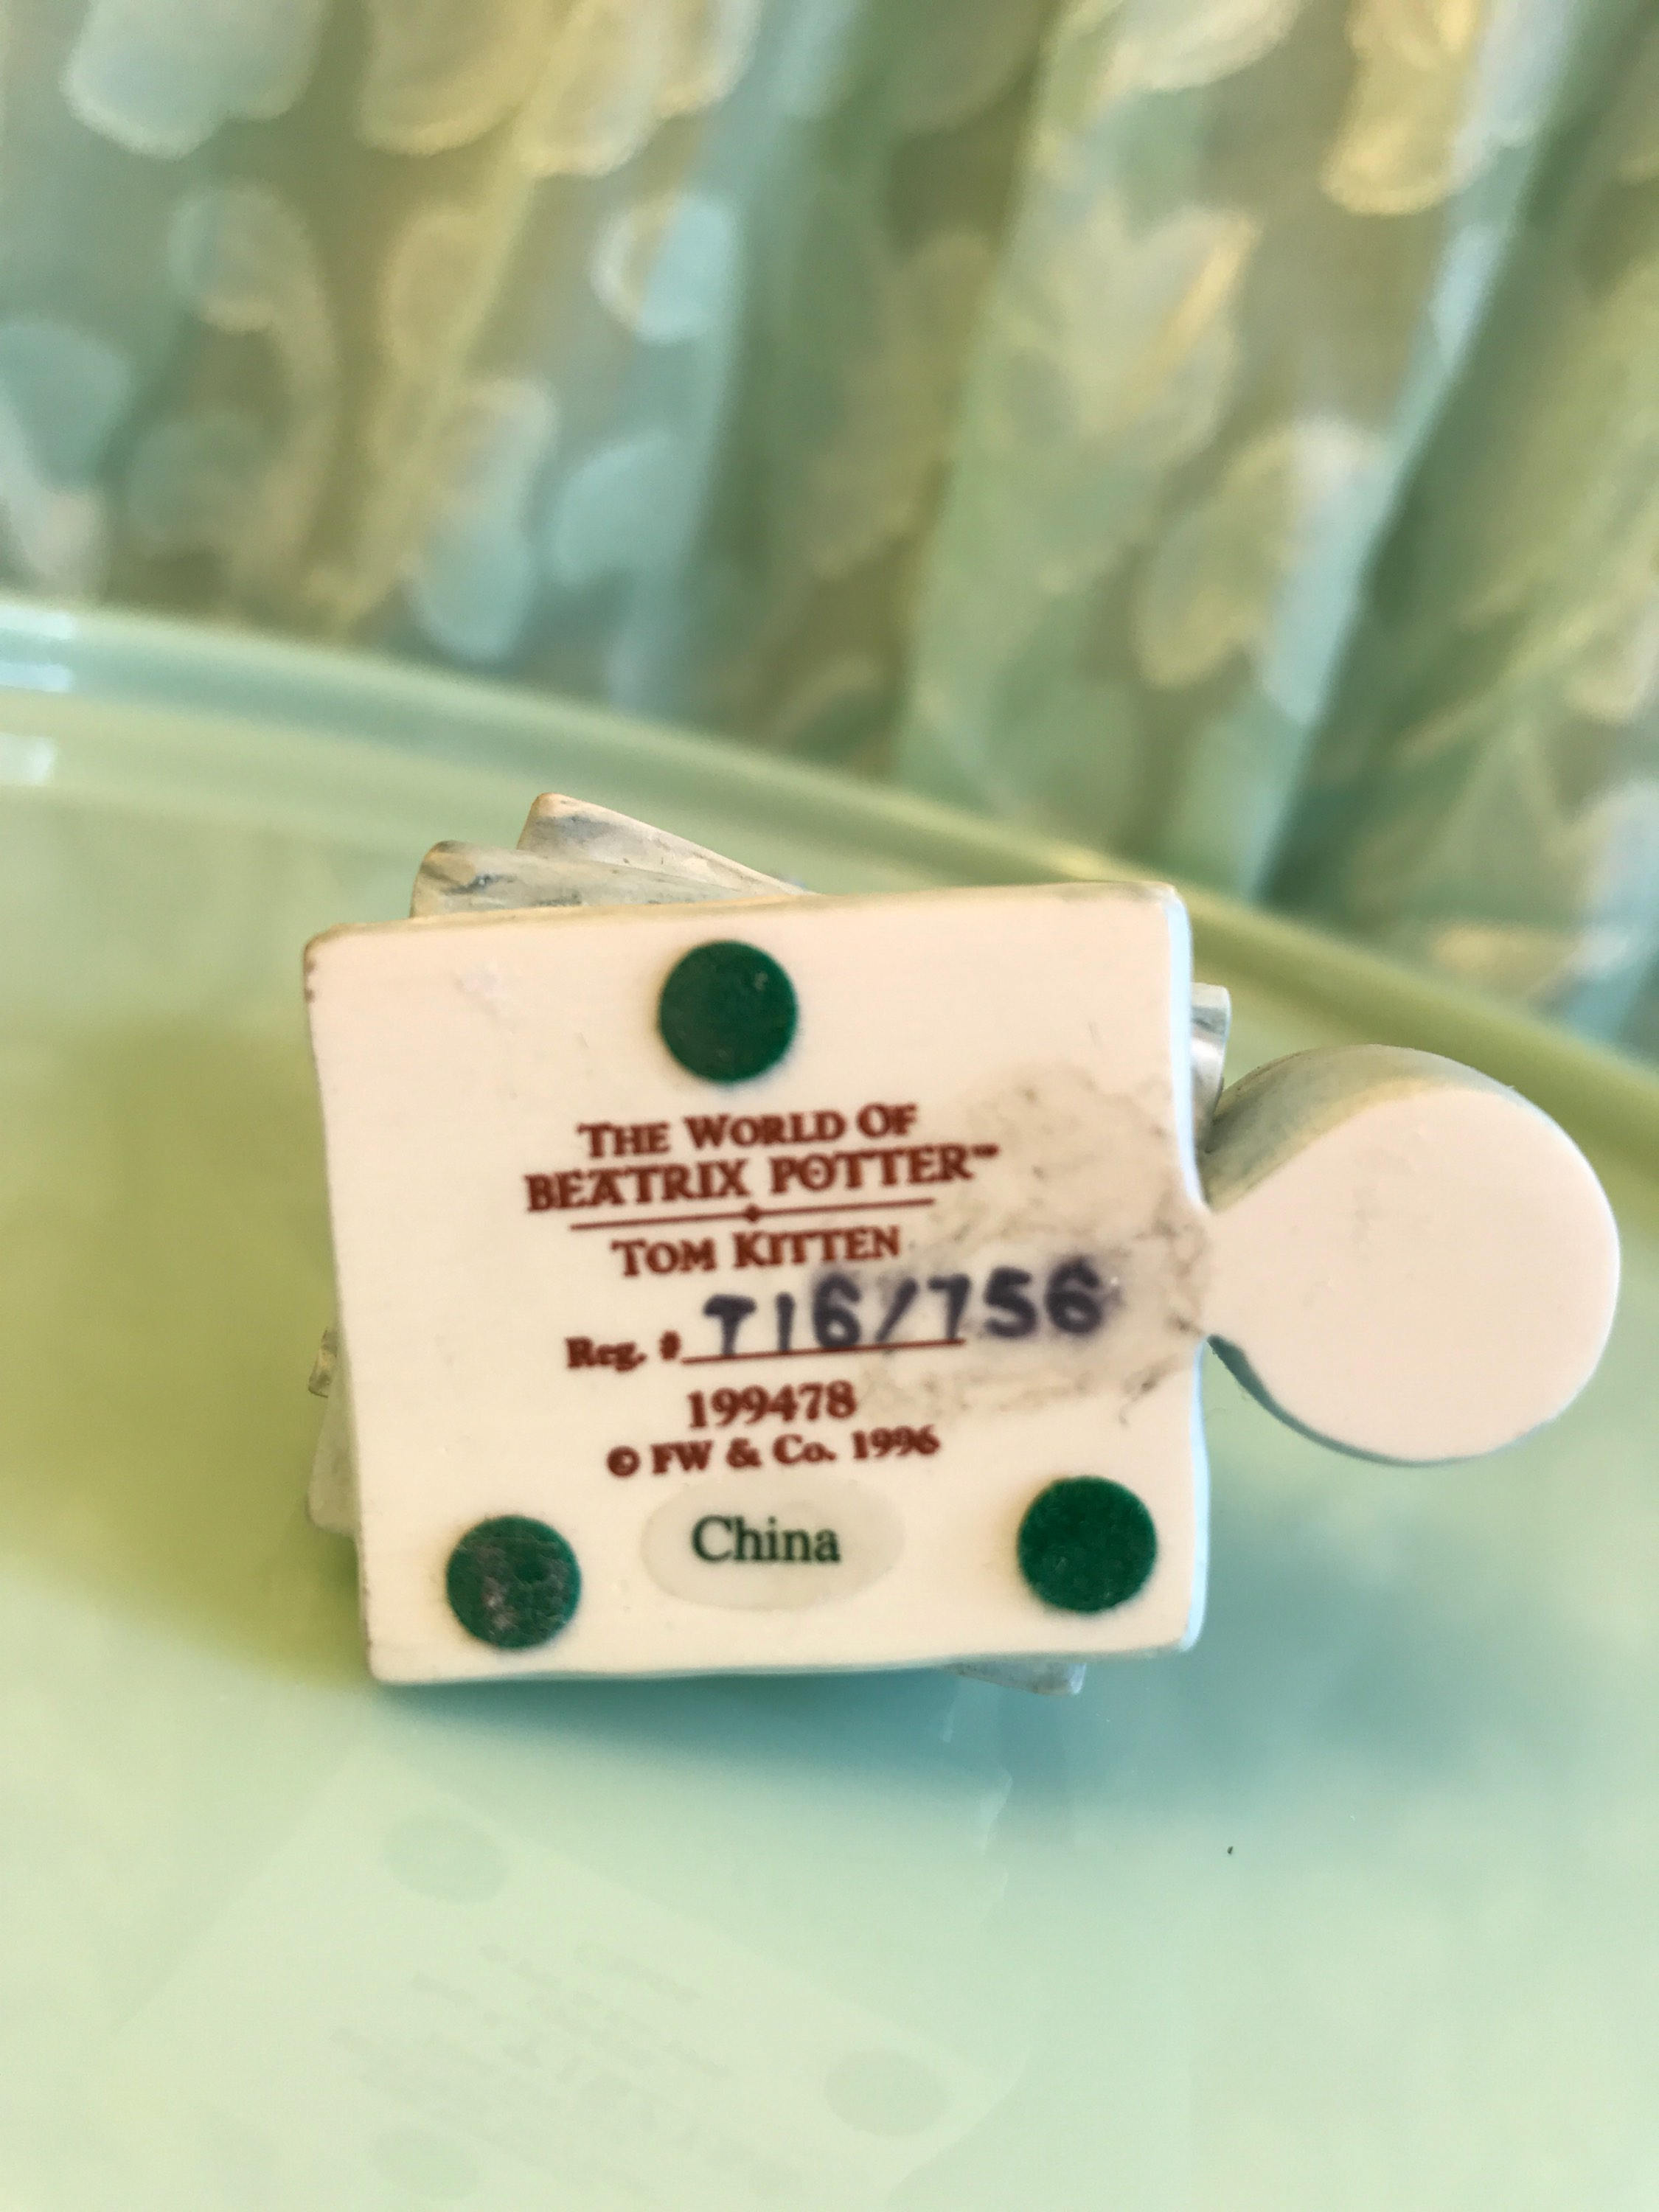 THE WORLD OF
BEATRIX POTTER™
TOM KITTEN
Reg. # T16/756
199478
© FW & Co. 1996
China